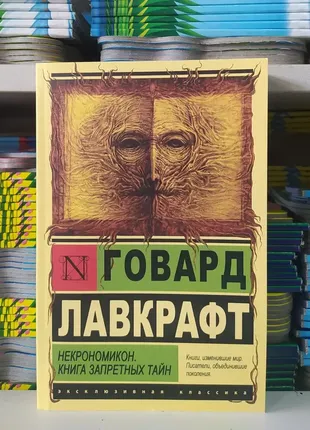 N
ГОВАРД
ЛАВКРАФТ
НЕКРОНОМИКОН.
КНИГА ЗАПРЕТНЫХ ТАЙН
Книги, изменившие мир.
Писатели, объединившие
поколения.
эксклюзивная классика